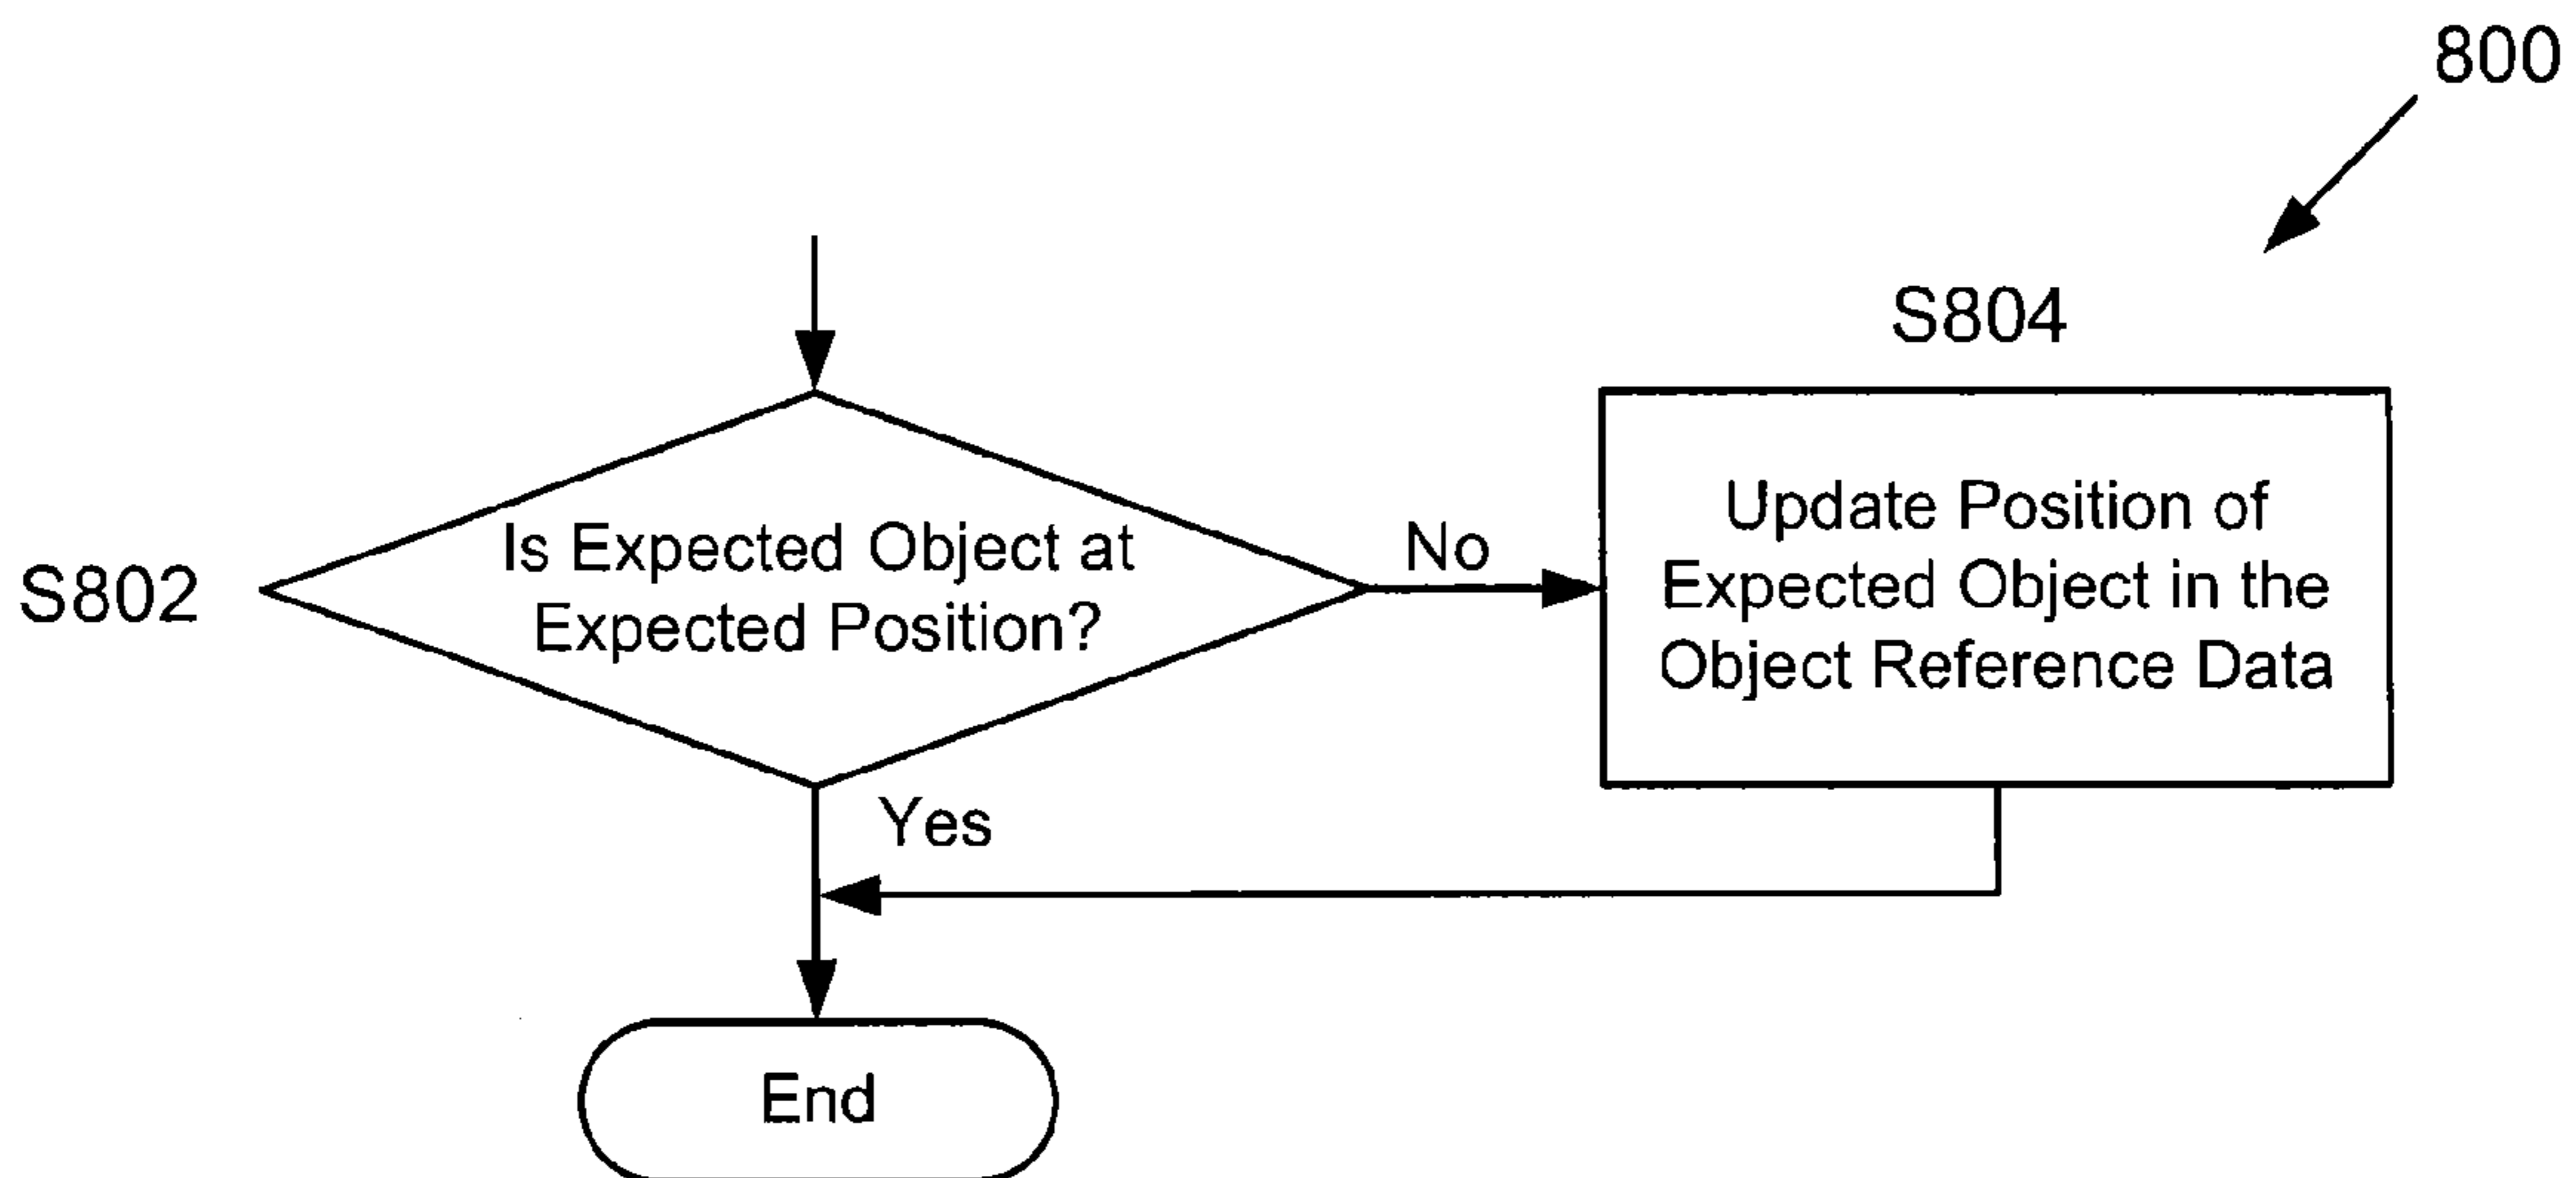 800
S804
S802
Is Expected Object at
Expected Position?
No
Update Position of
Expected Object in the
Object Reference Data
Yes
End